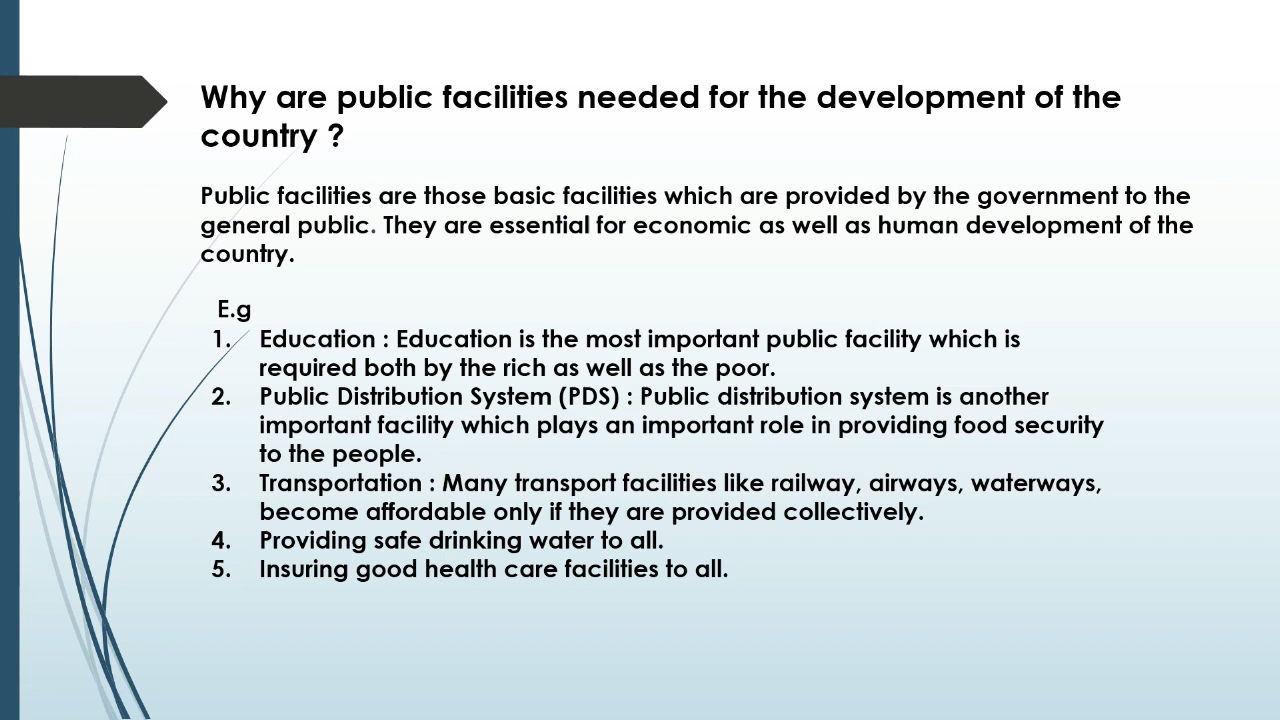 Why are public facilities needed for the development of the
country ?
Public facilities are those basic facilities which are provided by the government to the
general public. They are essential for economic as well as human development of the
country.
E.g
1. Education : Education is the most important public facility which is
required both by the rich as well as the poor.
2. Public Distribution System (PDS) : Public distribution system is another
important facility which plays an important role in providing food security
to the people.
3. Transportation : Many transport facilities like railway, airways, waterways,
become affordable only if they are provided collectively.
4. Providing safe drinking water to all.
5. Insuring good health care facilities to all.